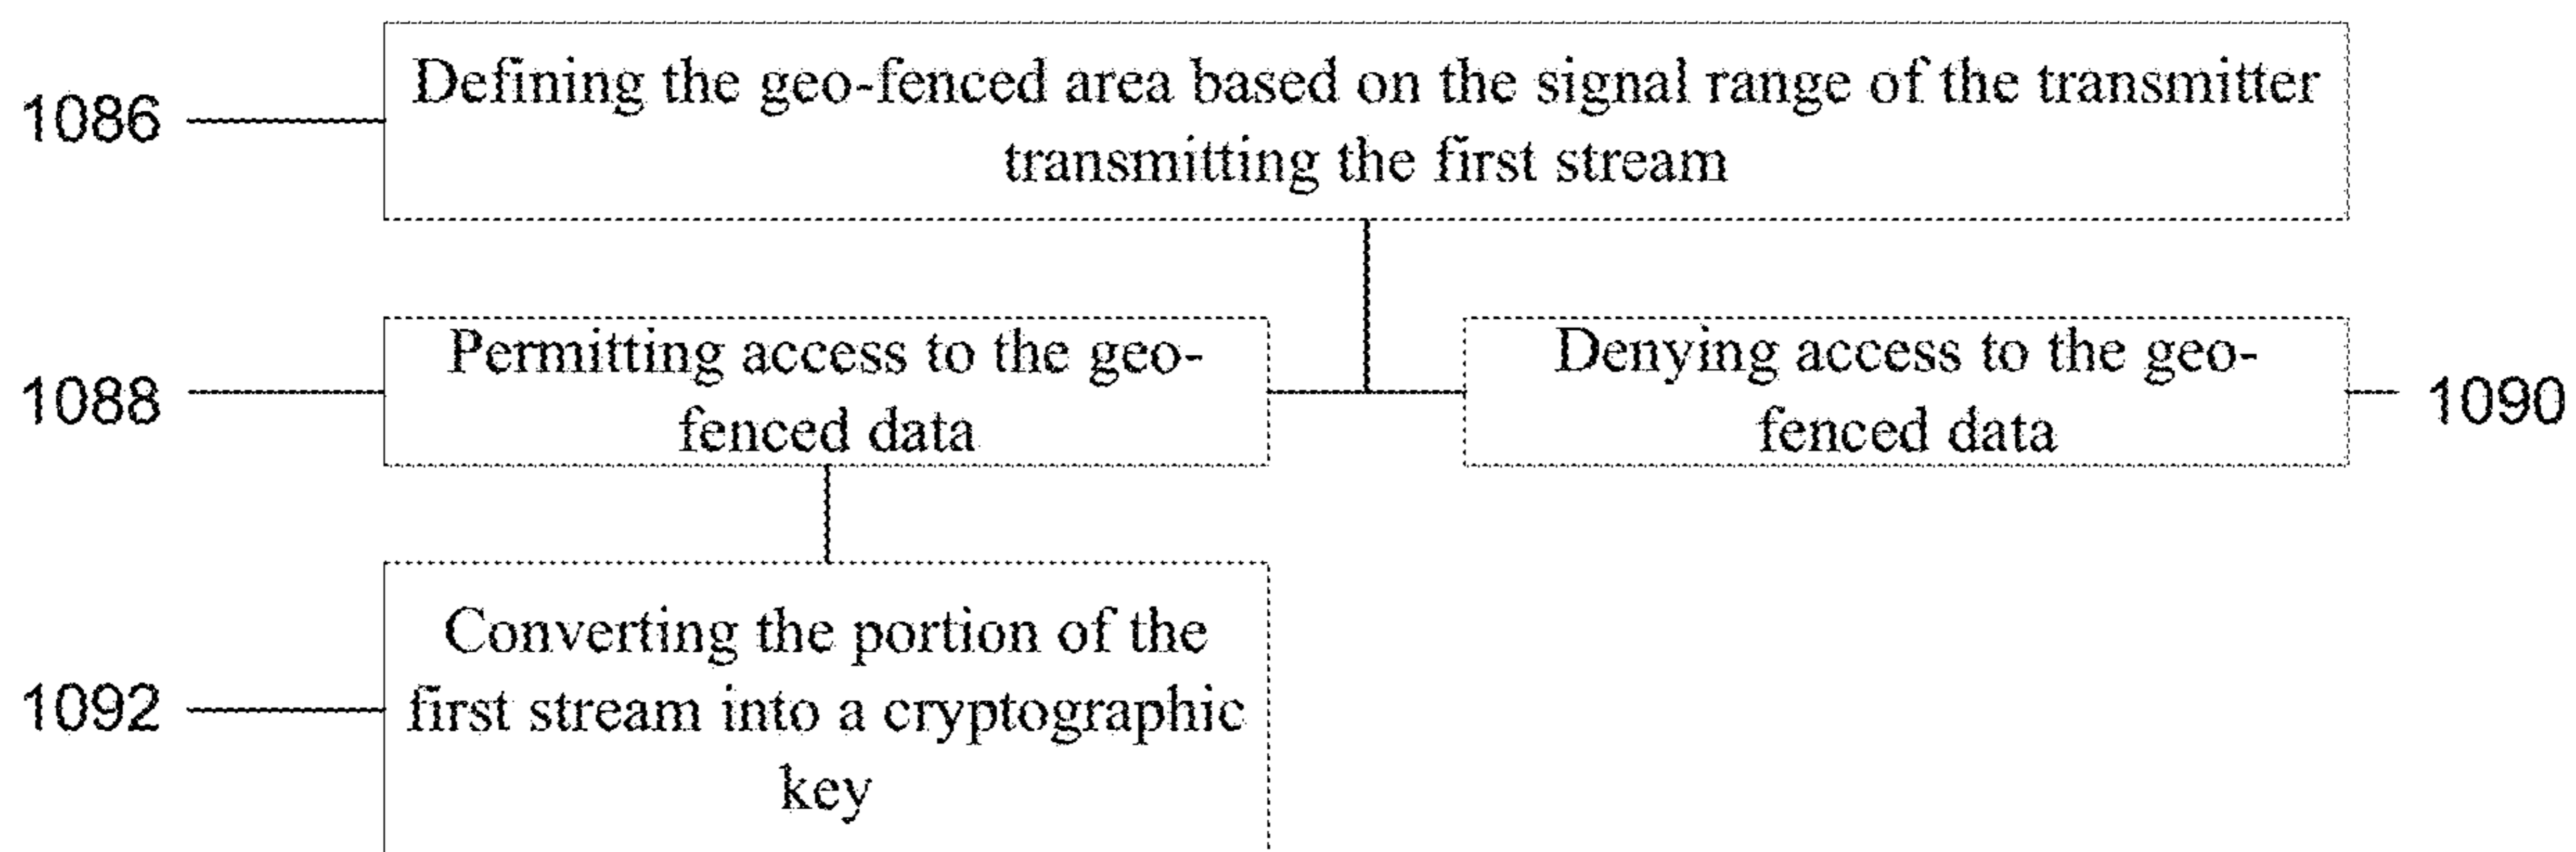 1086
Defining the geo-fenced area based on the signal range of the transmitter
transmitting the first stream
1088
Permitting access to the geo-
fenced data
Denying access to the geo-
fenced data
1090
1092
Converting the portion of the
first stream into a cryptographic
key